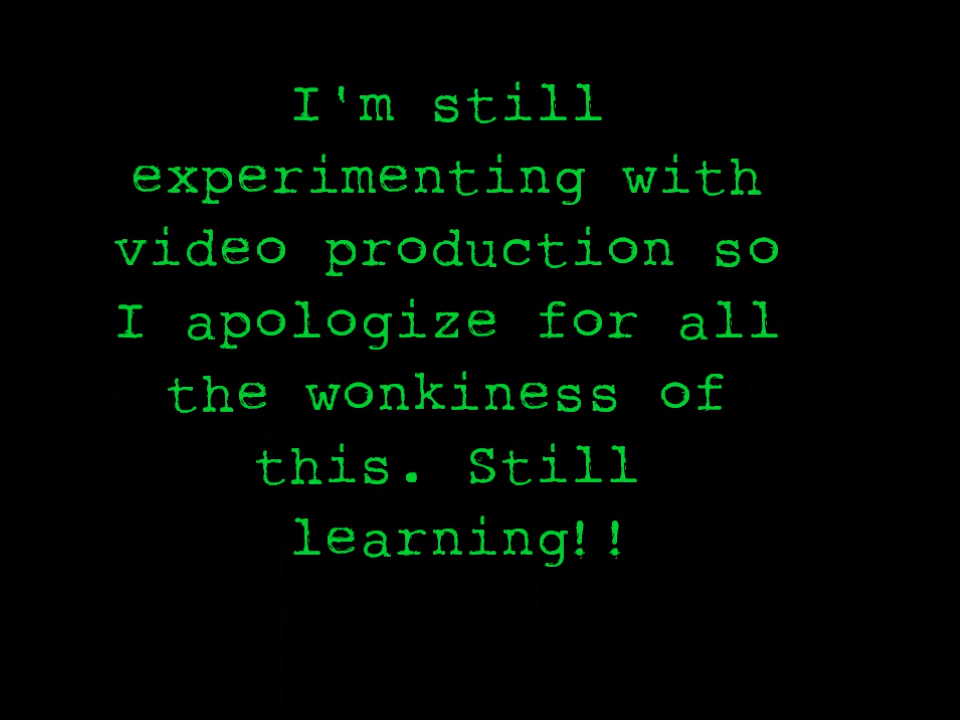 I'm still
experimenting with
video production so
I apologize for all
the wonkiness of
this. Still
learning!!